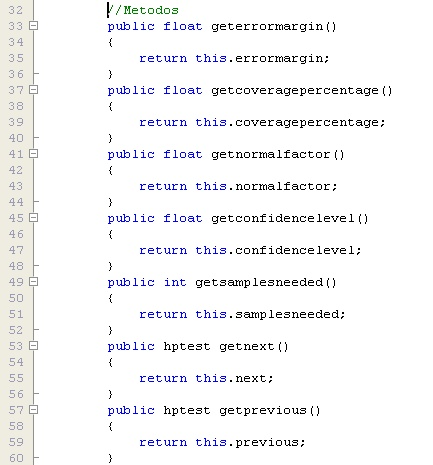 32 //Metodos
33 public float geterrormargin()
34 {
35 return this.errormargin;
36 }
37 public float getcoveragepercentage()
38 {
39 return this.coveragepercentage;
40 }
41 public float getnormalfactor()
42 {
43 return this.normalfactor;
44 }
45 public float getconfidencelevel()
46 {
47 return this.confidencelevel;
48 }
49 public int getsamplesneeded()
50 {
51 return this.samplesneeded;
52 }
53 public hptest getnext()
54 {
55 return this.next;
56 }
57 public hptest getprevious()
58 {
59 return this.previous;
60 }